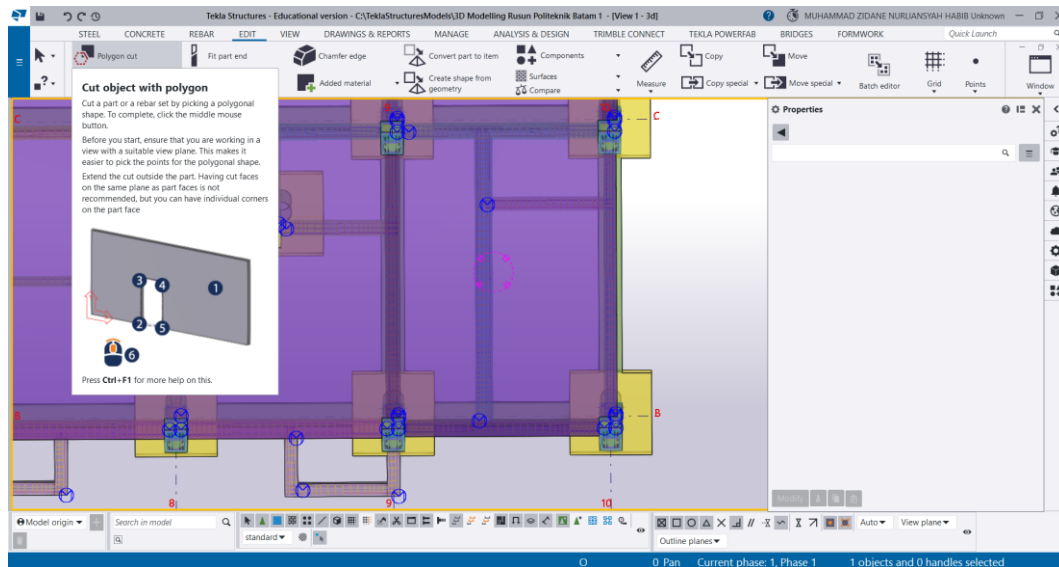 Tekla Structures - Educational version - C:\TeklaStructuresModels\3D Modelling Rusun Politeknik Batam 1 - [View 1 - 3d]
MUHAMMAD ZIDANE NURLIANSYAH HABIB Unknown
STEEL CONCRETE REBAR EDIT VIEW DRAWINGS & REPORTS MANAGE ANALYSIS & DESIGN TRIMBLE CONNECT TEKLA POWERFAB BRIDGES FORMWORK Quick Launch
Polygon cut Fit part end Chamfer edge Convert part to item Components Copy Move
Added material Create shape from geometry Surfaces Compare Measure Copy special Move special Batch editor Grid Points Window
Cut object with polygon
Cut a part or a rebar set by picking a polygonal
shape. To complete, click the middle mouse
button.
Before you start, ensure that you are working in a
view with a suitable view plane. This makes it
easier to pick the points for the polygonal shape.
Extend the cut outside the part. Having cut faces
on the same plane as part faces is not
recommended, but you can have individual corners
on the part face
3 4 1
2 5
6
Press Ctrl+F1 for more help on this.
C C
B B
8 9 10
Properties
Modify
Model origin Search in model
standard
Auto View plane
Outline planes
O 0 Pan Current phase: 1, Phase 1 1 objects and 0 handles selected